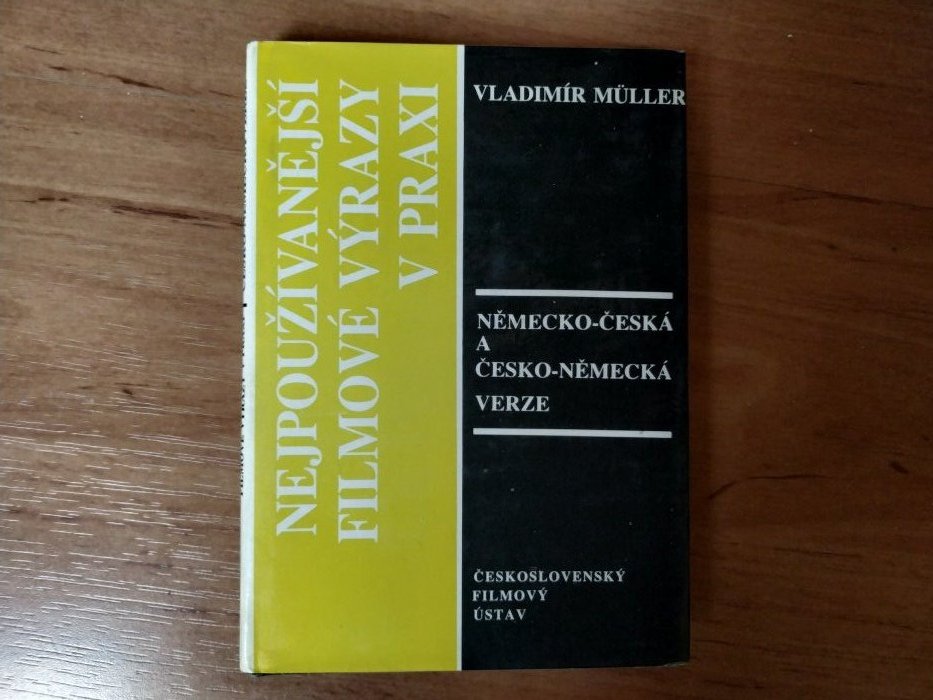 NEJPOUŽÍVANĚJŠÍ
FILMOVÉ VÝRAZY
V PRAXI
VLADIMÍR MÜLLER
NĚMECKO-ČESKÁ
A
ČESKO-NĚMECKÁ
VERZE
ČESKOSLOVENSKÝ
FILMOVÝ
ÚSTAV